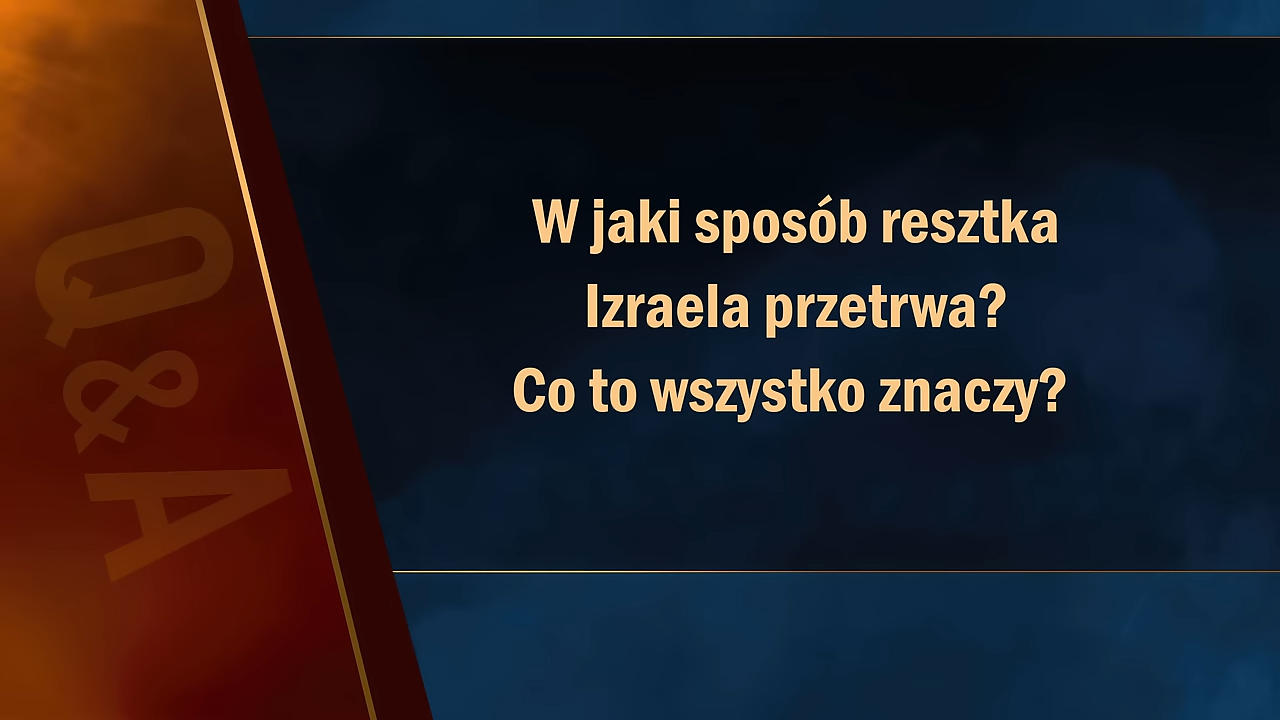 Q & A
W jaki sposób resztka
Izraela przetrwa?
Co to wszystko znaczy?